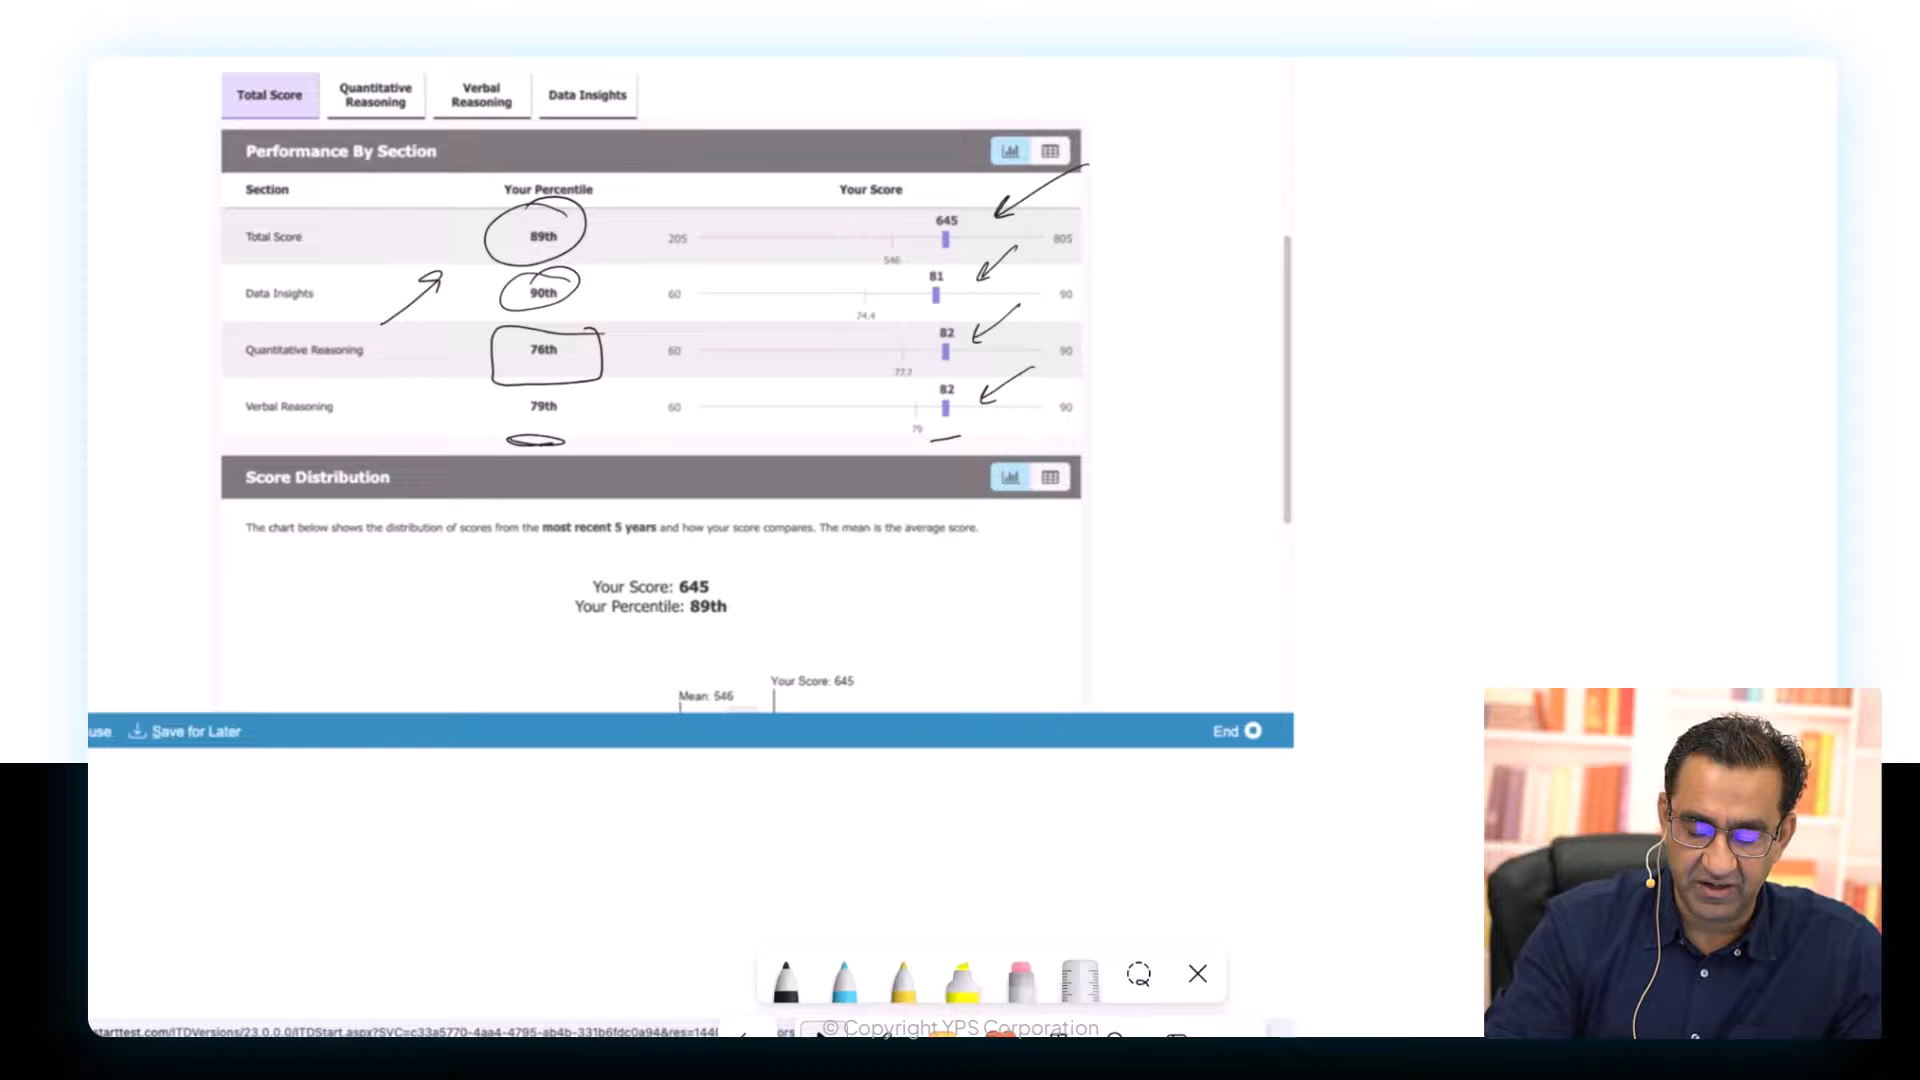 Total Score
Quantitative Reasoning
Verbal Reasoning
Data Insights
Performance By Section
Section Your Percentile Your Score
Total Score 89th 205 645 546 805
Data Insights 90th 60 81 74.4 90
Quantitative Reasoning 76th 60 82 77.7 90
Verbal Reasoning 79th 60 82 79 90
Score Distribution
The chart below shows the distribution of scores from the most recent 5 years and how your score compares. The mean is the average score.
Your Score: 645
Your Percentile: 89th
Your Score: 645
Mean: 546
use Save for Later End
© Copyright YPS Corporation